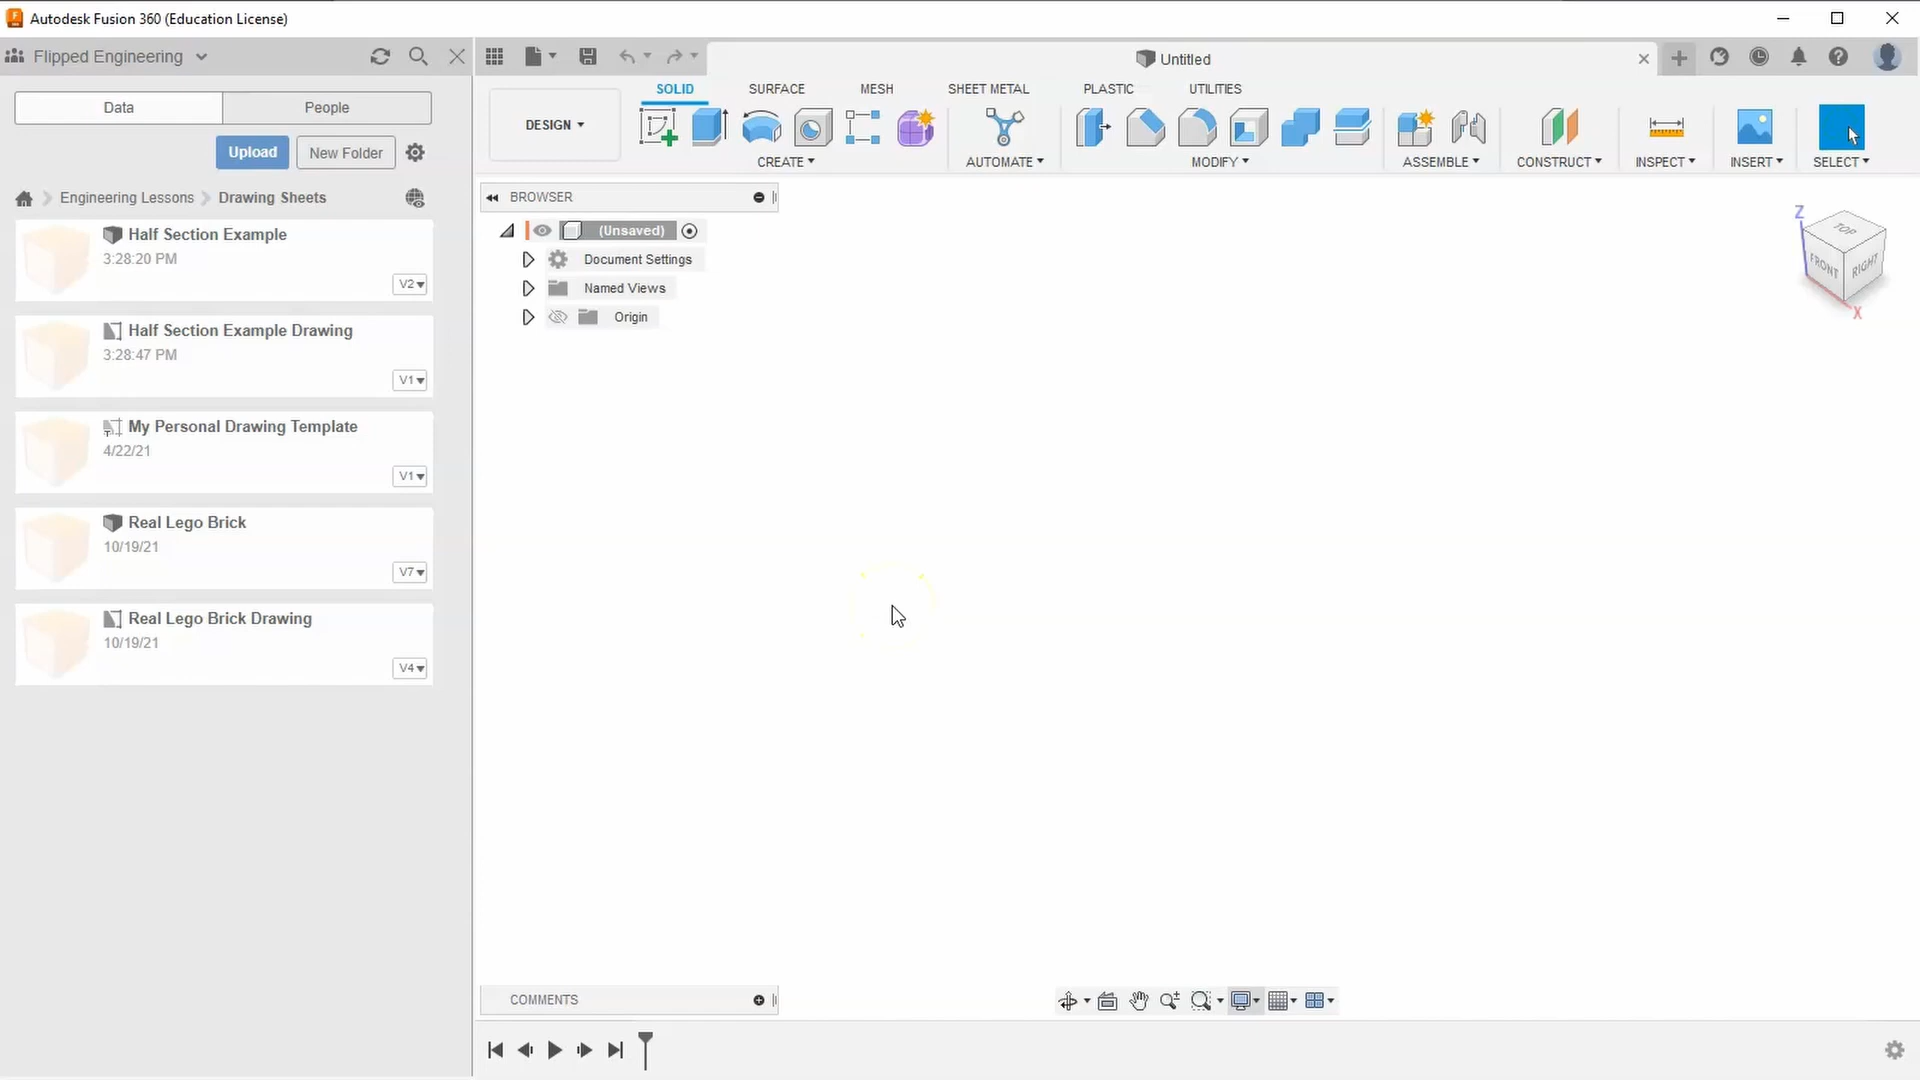 Autodesk Fusion 360 (Education License)
Flipped Engineering
Untitled
Data
People
Upload
New Folder
Engineering Lessons
Drawing Sheets
Half Section Example
3:28:20 PM
V2
Half Section Example Drawing
3:28:47 PM
V1
My Personal Drawing Template
4/22/21
V1
Real Lego Brick
10/19/21
V7
Real Lego Brick Drawing
10/19/21
V4
SOLID
SURFACE
MESH
SHEET METAL
PLASTIC
UTILITIES
DESIGN
CREATE
AUTOMATE
MODIFY
ASSEMBLE
CONSTRUCT
INSPECT
INSERT
SELECT
BROWSER
(Unsaved)
Document Settings
Named Views
Origin
Z
TOP
FRONT
RIGHT
X
COMMENTS